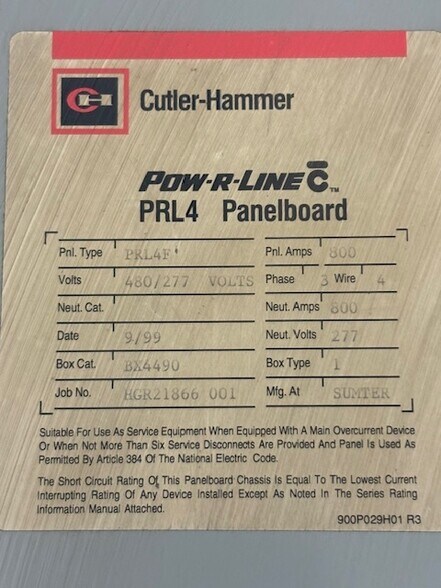 CH
Cutler-Hammer
POW-R-LINE C™
PRL4 Panelboard
Pnl. Type PRL4F Pnl. Amps 800
Volts 480/277 VOLTS Phase 3 Wire 4
Neut. Cat. Neut. Amps 800
Date 9/99 Neut. Volts 277
Box Cat. BX4490 Box Type 1
Job No. HGR21866 001 Mfg. At SUMTER
Suitable For Use As Service Equipment When Equipped With A Main Overcurrent Device
Or When Not More Than Six Service Disconnects Are Provided And Panel Is Used As
Permitted By Article 384 Of The National Electric Code.
The Short Circuit Rating Of This Panelboard Chassis Is Equal To The Lowest Current
Interrupting Rating Of Any Device Installed Except As Noted In The Series Rating
Information Manual Attached.
900P029H01 R3